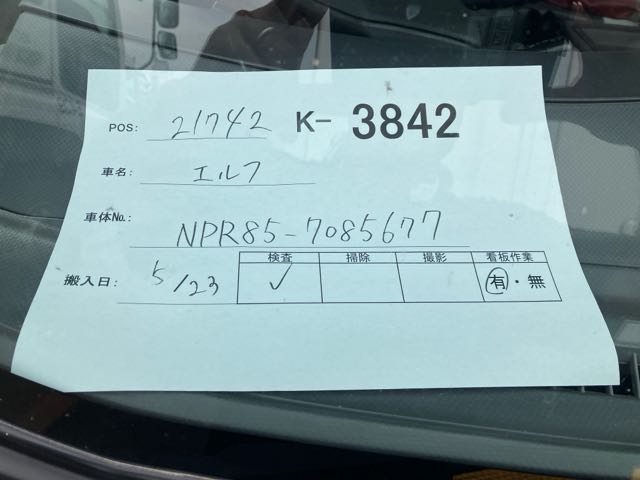 POS: 21742 K- 3842
車名: エルフ
車体No.: NPR85-7085677
搬入日: 5/23
検査 掃除 撮影 看板作業
✓ 有・無